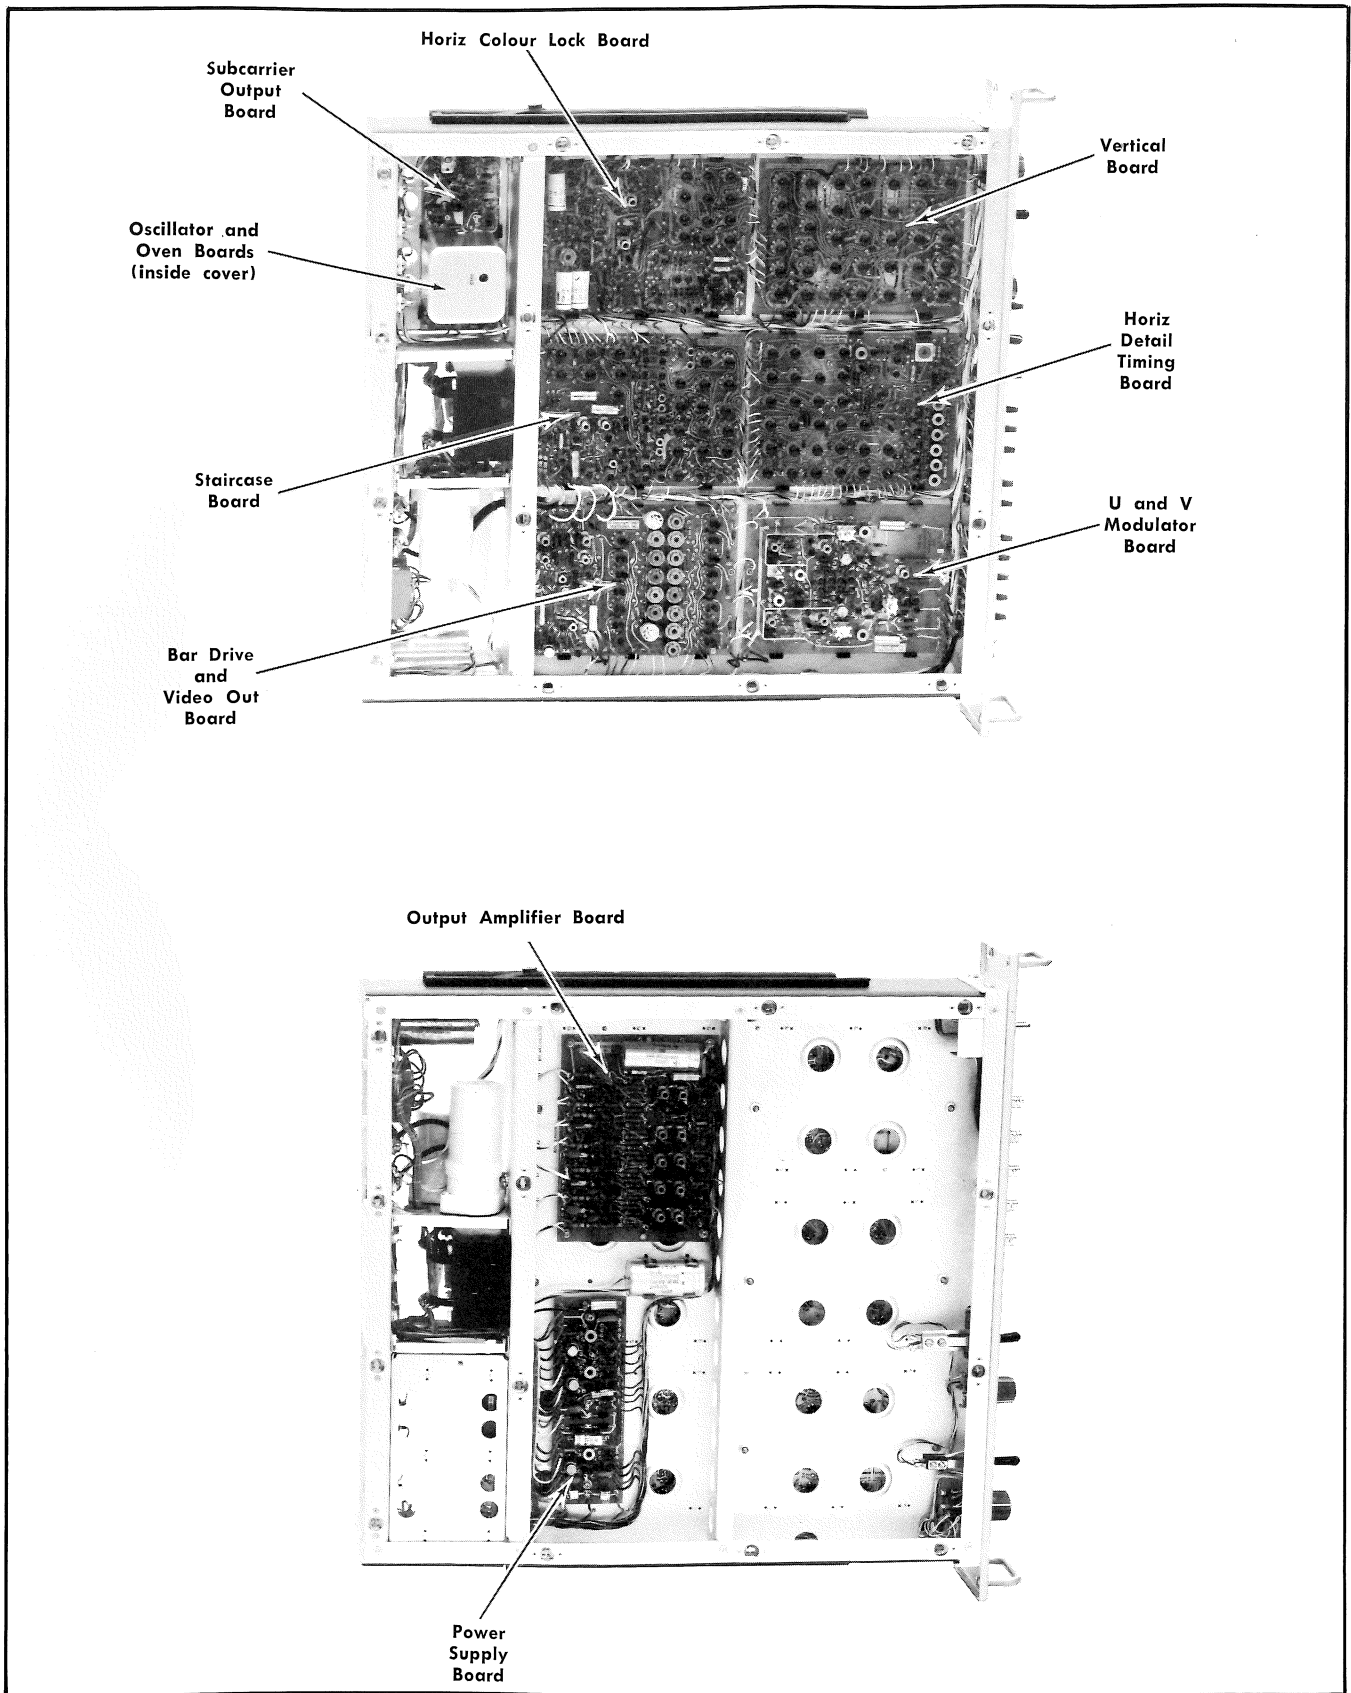 Horiz Colour Lock Board
Subcarrier
Output
Board
Vertical
Board
Oscillator and
Oven Boards
(inside cover)
Horiz
Detail
Timing
Board
Staircase
Board
U and V
Modulator
Board
Bar Drive
and
Video Out
Board
Output Amplifier Board
Power
Supply
Board